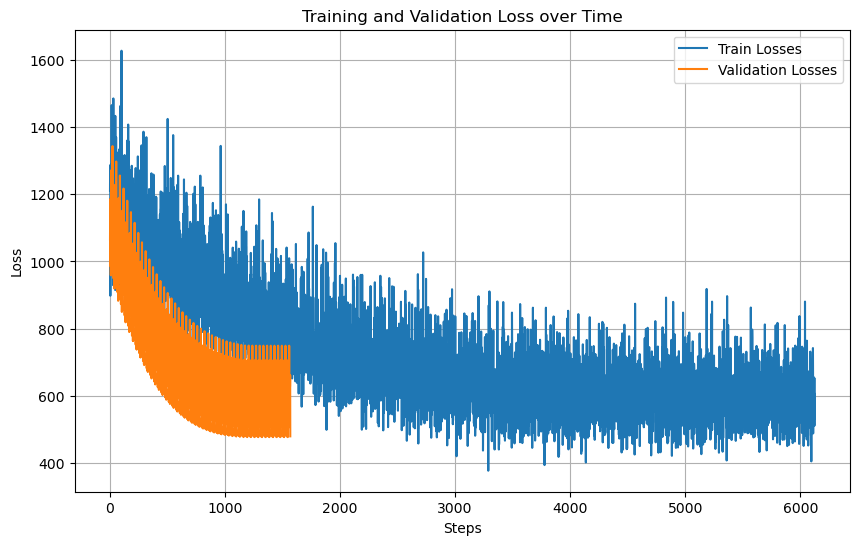 Training and Validation Loss over Time
Train Losses
Validation Losses
1600
1400
1200
1000
800
600
400
Loss
0 1000 2000 3000 4000 5000 6000
Steps